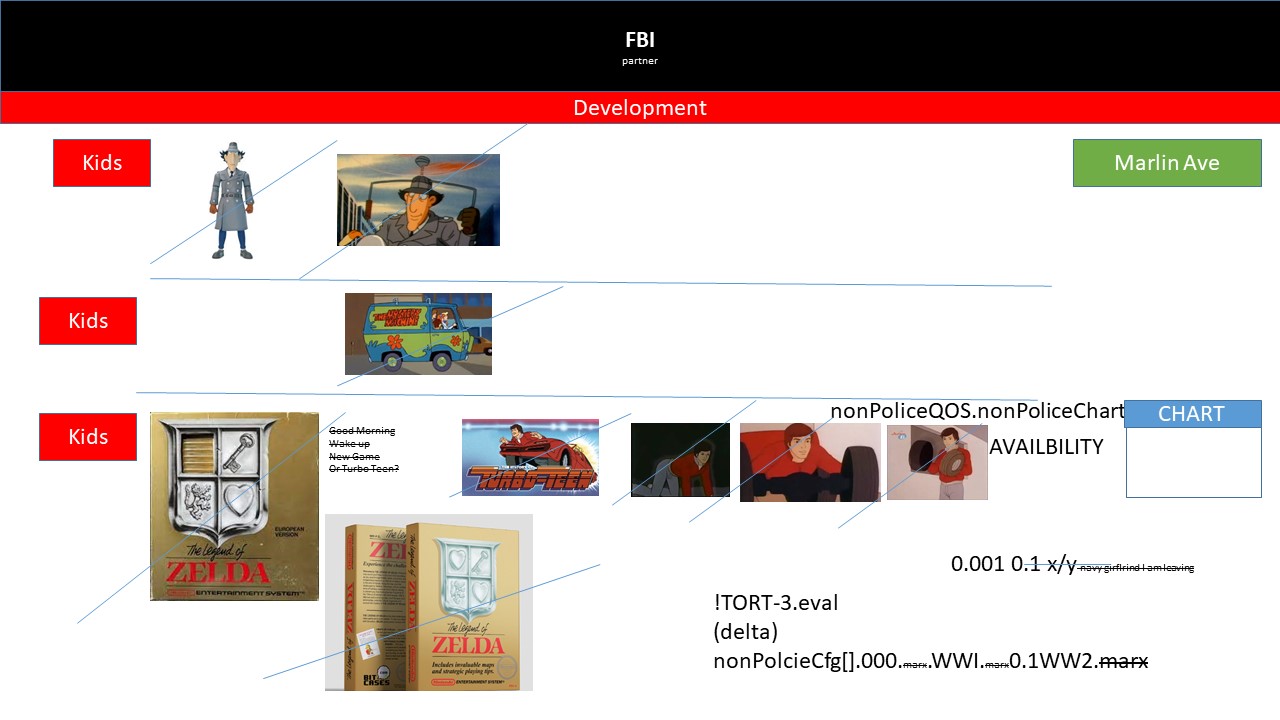 FBI
partner
Development
Kids
Marlin Ave
Kids
THE MYSTERY MACHINE
Kids
nonPoliceQOS.nonPoliceChart
CHART
AVAILBILITY
Good Morning
Wake up
New Game
Or Turbo Teen?
TURBO-TEEN
EUROPEAN
VERSION
The Legend of
ZELDA
Nintendo ENTERTAINMENT SYSTEM
The Legend of
ZELDA
Includes invaluable maps
and strategic playing tips.
Nintendo ENTERTAINMENT SYSTEM
BIT
CASES
0.001 0.1 x/y navy girlfirind I am leaving
!TORT-3.eval
(delta)
nonPolcieCfg[].000.marx.WWI.marx0.1WW2.marx